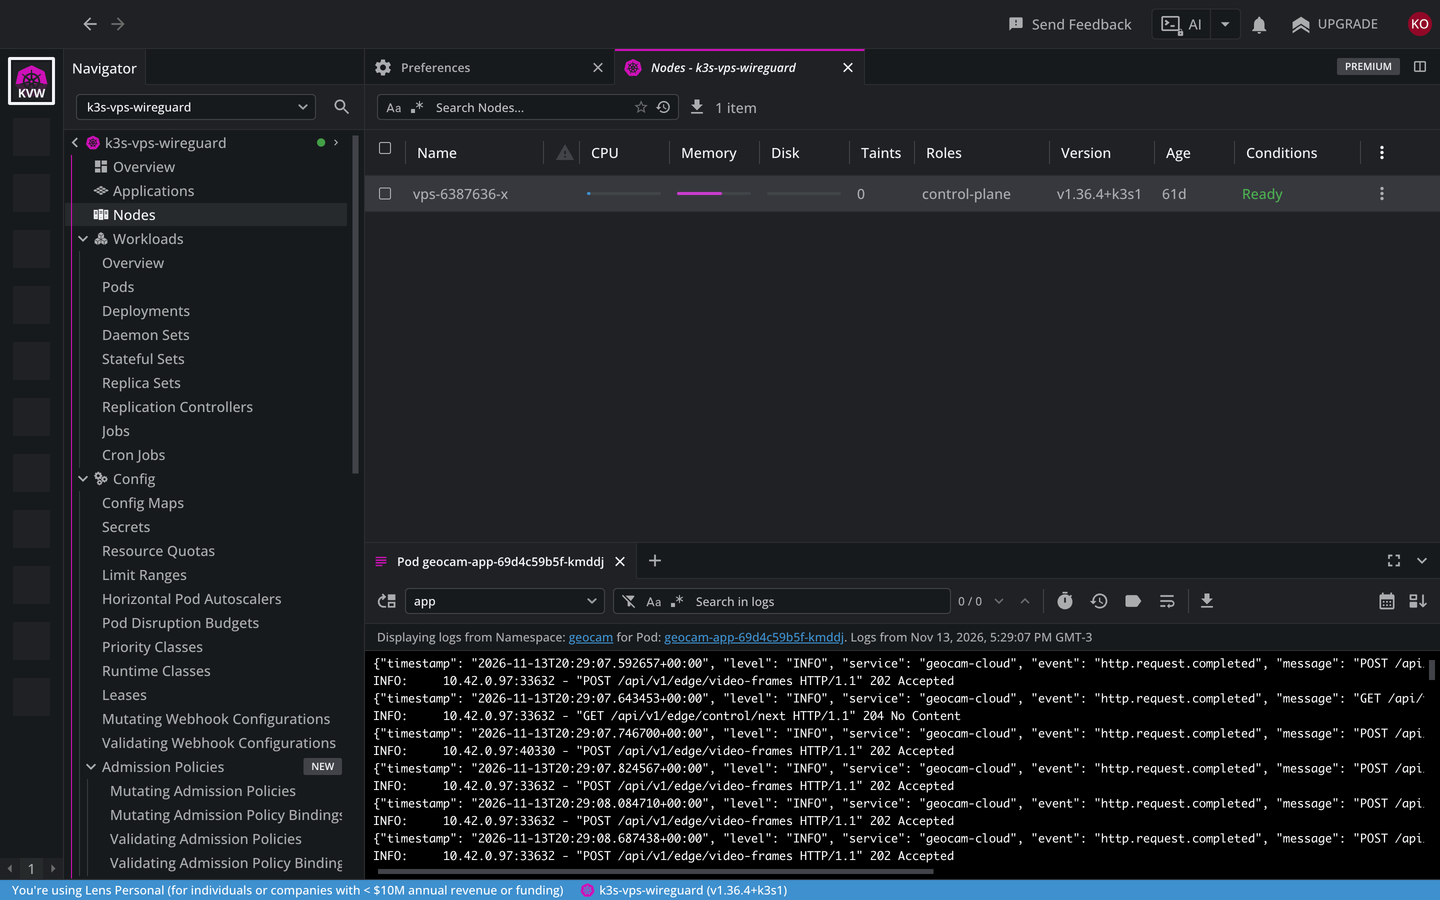 Send Feedback
AI
UPGRADE
KO
KVW
Navigator
Preferences
Nodes - k3s-vps-wireguard
PREMIUM
k3s-vps-wireguard
Aa .* Search Nodes...
1 item
k3s-vps-wireguard
Overview
Applications
Nodes
Workloads
Overview
Pods
Deployments
Daemon Sets
Stateful Sets
Replica Sets
Replication Controllers
Jobs
Cron Jobs
Config
Config Maps
Secrets
Resource Quotas
Limit Ranges
Horizontal Pod Autoscalers
Pod Disruption Budgets
Priority Classes
Runtime Classes
Leases
Mutating Webhook Configurations
Validating Webhook Configurations
Admission Policies NEW
Mutating Admission Policies
Mutating Admission Policy Bindings
Validating Admission Policies
Validating Admission Policy Binding
1
Name CPU Memory Disk Taints Roles Version Age Conditions
vps-6387636-x 0 control-plane v1.36.4+k3s1 61d Ready
Pod geocam-app-69d4c59b5f-kmddj
app
Aa .* Search in logs
0 / 0
Displaying logs from Namespace: geocam for Pod: geocam-app-69d4c59b5f-kmddj. Logs from Nov 13, 2026, 5:29:07 PM GMT-3
{"timestamp": "2026-11-13T20:29:07.592657+00:00", "level": "INFO", "service": "geocam-cloud", "event": "http.request.completed", "message": "POST /api.
INFO: 10.42.0.97:33632 - "POST /api/v1/edge/video-frames HTTP/1.1" 202 Accepted
{"timestamp": "2026-11-13T20:29:07.643453+00:00", "level": "INFO", "service": "geocam-cloud", "event": "http.request.completed", "message": "GET /api/
INFO: 10.42.0.97:33632 - "GET /api/v1/edge/control/next HTTP/1.1" 204 No Content
{"timestamp": "2026-11-13T20:29:07.746700+00:00", "level": "INFO", "service": "geocam-cloud", "event": "http.request.completed", "message": "POST /api.
INFO: 10.42.0.97:40330 - "POST /api/v1/edge/video-frames HTTP/1.1" 202 Accepted
{"timestamp": "2026-11-13T20:29:07.824567+00:00", "level": "INFO", "service": "geocam-cloud", "event": "http.request.completed", "message": "POST /api.
INFO: 10.42.0.97:33632 - "POST /api/v1/edge/video-frames HTTP/1.1" 202 Accepted
{"timestamp": "2026-11-13T20:29:08.084710+00:00", "level": "INFO", "service": "geocam-cloud", "event": "http.request.completed", "message": "POST /api.
INFO: 10.42.0.97:33632 - "POST /api/v1/edge/video-frames HTTP/1.1" 202 Accepted
{"timestamp": "2026-11-13T20:29:08.687438+00:00", "level": "INFO", "service": "geocam-cloud", "event": "http.request.completed", "message": "POST /api.
INFO: 10.42.0.97:33632 - "POST /api/v1/edge/video-frames HTTP/1.1" 202 Accepted
You're using Lens Personal (for individuals or companies with < $10M annual revenue or funding)
k3s-vps-wireguard (v1.36.4+k3s1)